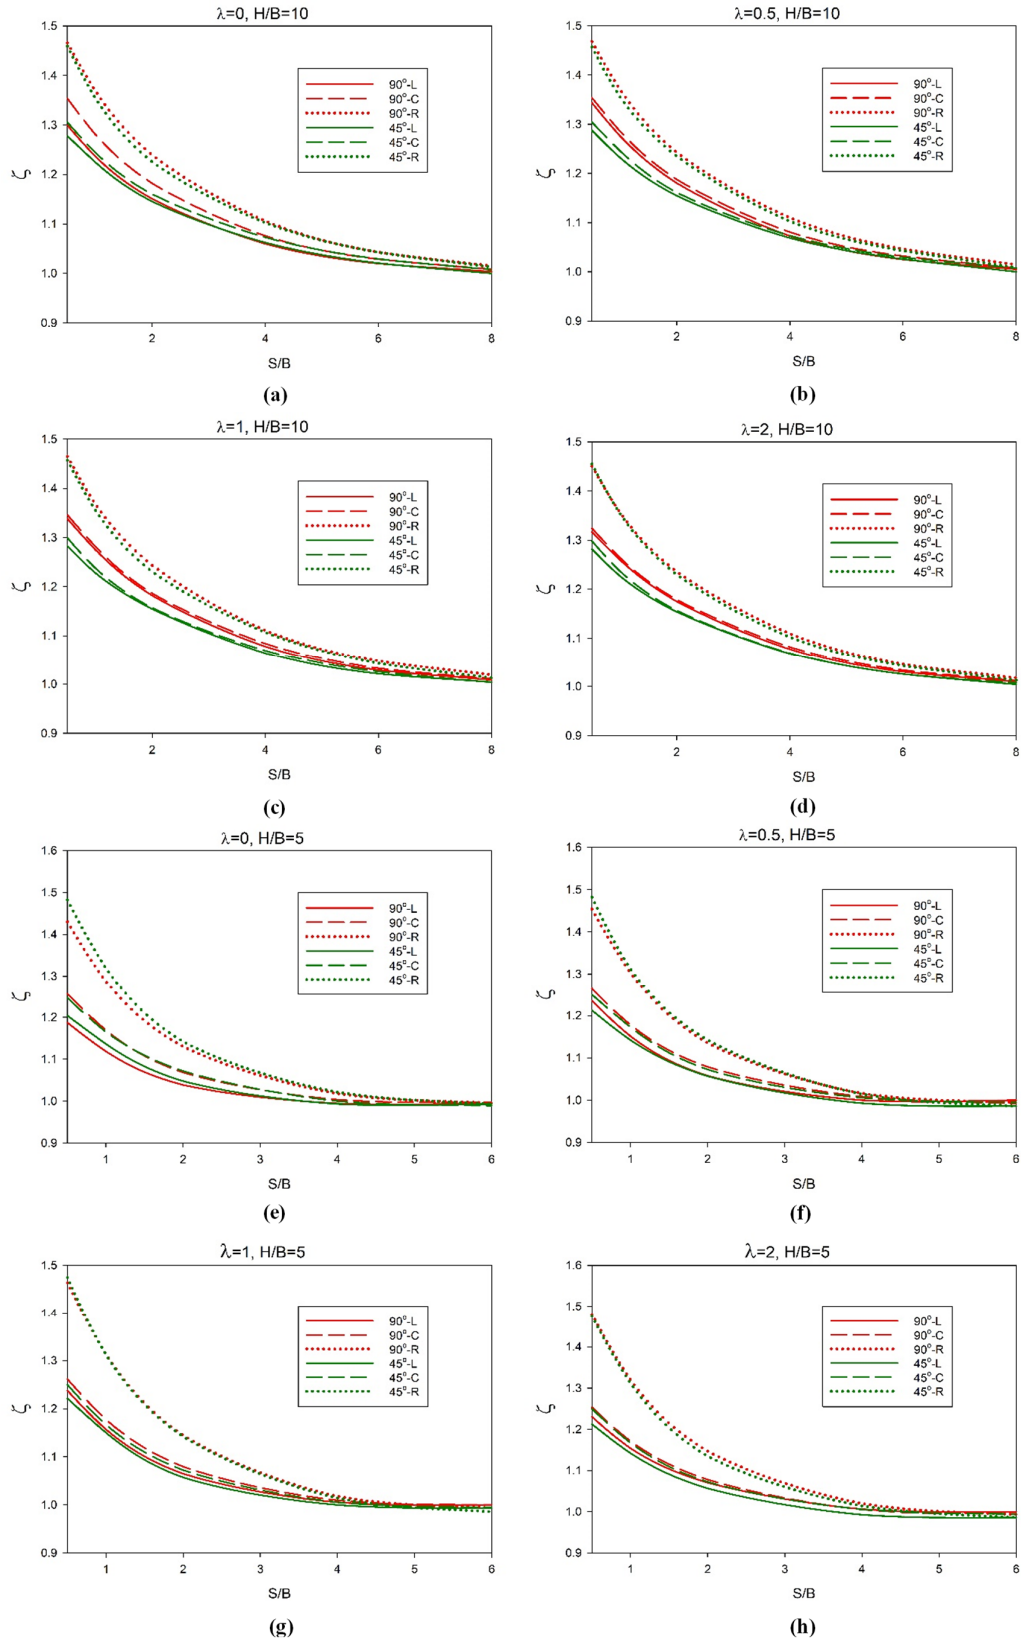 λ=0, H/B=10
1.5
1.4
1.3
1.2
1.1
1.0
0.9
ζ
90°-L
90°-C
90°-R
45°-L
45°-C
45°-R
2 4 6 8
S/B
(a)
λ=0.5, H/B=10
1.5
1.4
1.3
1.2
1.1
1.0
0.9
ζ
90°-L
90°-C
90°-R
45°-L
45°-C
45°-R
2 4 6 8
S/B
(b)
λ=1, H/B=10
1.5
1.4
1.3
1.2
1.1
1.0
0.9
ζ
90°-L
90°-C
90°-R
45°-L
45°-C
45°-R
2 4 6 8
S/B
(c)
λ=2, H/B=10
1.5
1.4
1.3
1.2
1.1
1.0
0.9
ζ
90°-L
90°-C
90°-R
45°-L
45°-C
45°-R
2 4 6 8
S/B
(d)
λ=0, H/B=5
1.6
1.5
1.4
1.3
1.2
1.1
1.0
0.9
ζ
90°-L
90°-C
90°-R
45°-L
45°-C
45°-R
1 2 3 4 5 6
S/B
(e)
λ=0.5, H/B=5
1.6
1.5
1.4
1.3
1.2
1.1
1.0
0.9
ζ
90°-L
90°-C
90°-R
45°-L
45°-C
45°-R
1 2 3 4 5 6
S/B
(f)
λ=1, H/B=5
1.5
1.4
1.3
1.2
1.1
1.0
0.9
ζ
90°-L
90°-C
90°-R
45°-L
45°-C
45°-R
1 2 3 4 5 6
S/B
(g)
λ=2, H/B=5
1.6
1.5
1.4
1.3
1.2
1.1
1.0
0.9
ζ
90°-L
90°-C
90°-R
45°-L
45°-C
45°-R
1 2 3 4 5 6
S/B
(h)